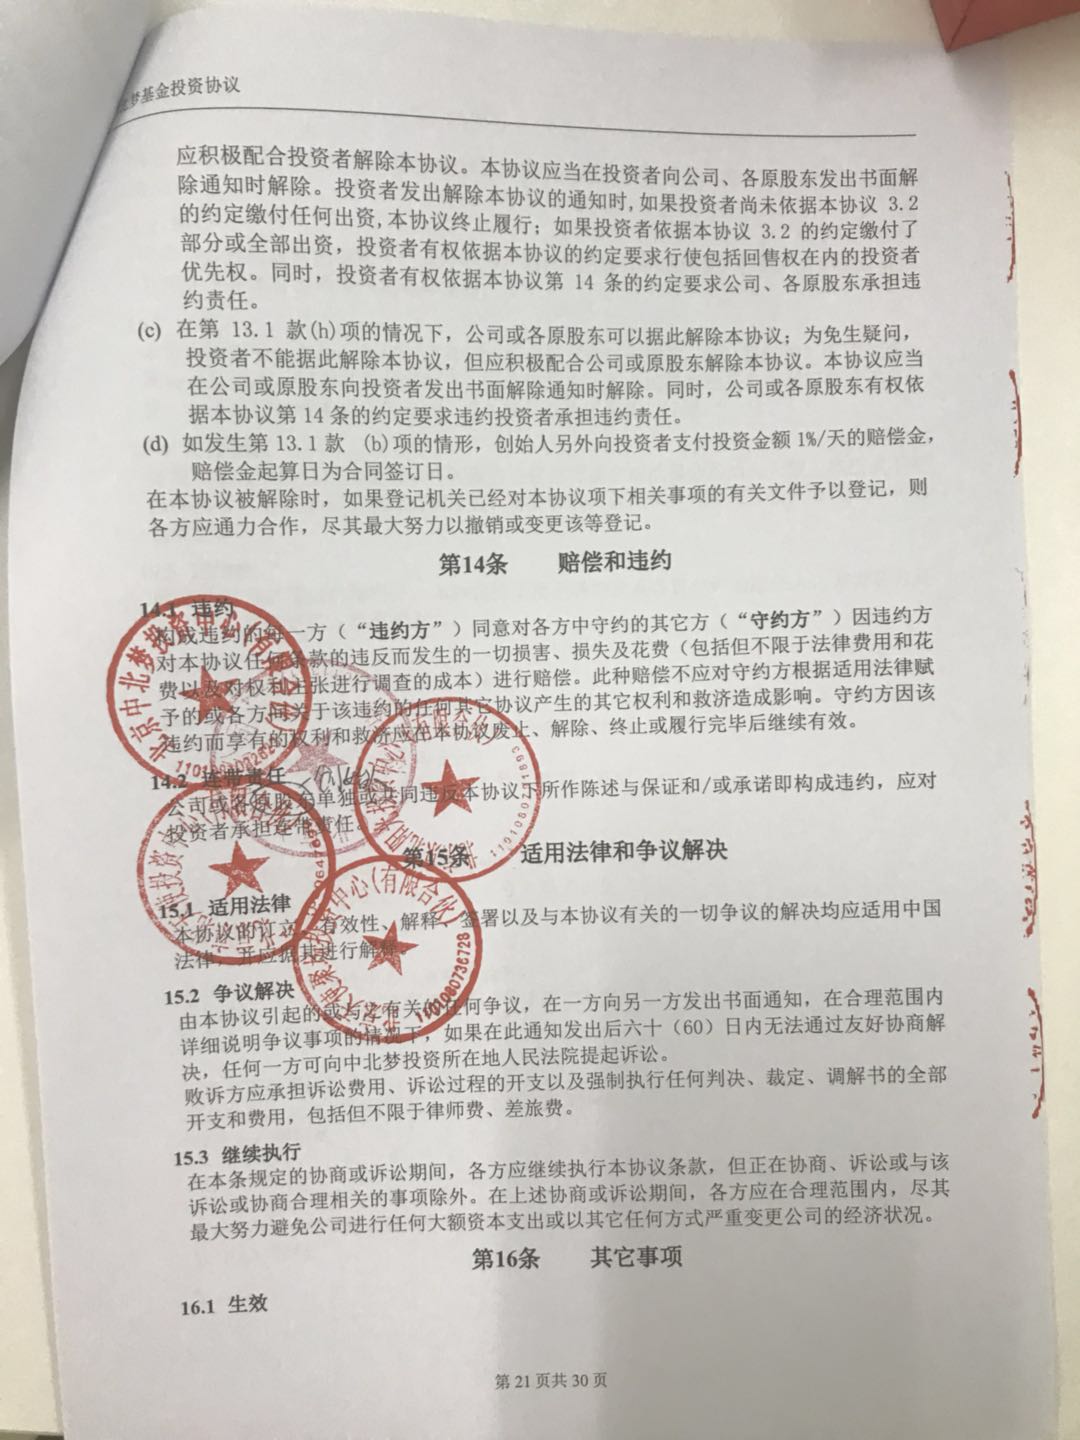 梦基金投资协议
应积极配合投资者解除本协议。本协议应当在投资者向公司、各原股东发出书面解
除通知时解除。投资者发出解除本协议的通知时,如果投资者尚未依据本协议 3.2
的约定缴付任何出资,本协议终止履行；如果投资者依据本协议 3.2 的约定缴付了
部分或全部出资，投资者有权依据本协议的约定要求行使包括回售权在内的投资者
优先权。同时，投资者有权依据本协议第 14 条的约定要求公司、各原股东承担违
约责任。
(c) 在第 13.1 款(h)项的情况下，公司或各原股东可以据此解除本协议；为免生疑问，
投资者不能据此解除本协议，但应积极配合公司或原股东解除本协议。本协议应当
在公司或原股东向投资者发出书面解除通知时解除。同时，公司或各原股东有权依
据本协议第 14 条的约定要求违约投资者承担违约责任。
(d) 如发生第 13.1 款 (b)项的情形，创始人另外向投资者支付投资金额 1%/天的赔偿金，
赔偿金起算日为合同签订日。
在本协议被解除时，如果登记机关已经对本协议项下相关事项的有关文件予以登记，则
各方应通力合作，尽其最大努力以撤销或变更该等登记。
第14条 赔偿和违约
14.1 违约
构成违约的每一方（“违约方”）同意对各方中守约的其它方（“守约方”）因违约方
对本协议任何条款的违反而发生的一切损害、损失及花费（包括但不限于法律费用和花
费以及对权利主张进行调查的成本）进行赔偿。此种赔偿不应对守约方根据适用法律赋
予的或各方间关于该违约的任何其它协议产生的其它权利和救济造成影响。守约方因该
违约而享有的权利和救济应在本协议废止、解除、终止或履行完毕后继续有效。
14.2 连带责任
公司或各原股东单独或共同违反本协议下所作陈述与保证和/或承诺即构成违约，应对
投资者承担连带责任。
第15条 适用法律和争议解决
15.1 适用法律
本协议的订立、有效性、解释、签署以及与本协议有关的一切争议的解决均应适用中国
法律，并应据其进行解释。
15.2 争议解决
由本协议引起的或与之有关的任何争议，在一方向另一方发出书面通知，在合理范围内
详细说明争议事项的情况下，如果在此通知发出后六十（60）日内无法通过友好协商解
决，任何一方可向中北梦投资所在地人民法院提起诉讼。
败诉方应承担诉讼费用、诉讼过程的开支以及强制执行任何判决、裁定、调解书的全部
开支和费用，包括但不限于律师费、差旅费。
15.3 继续执行
在本条规定的协商或诉讼期间，各方应继续执行本协议条款，但正在协商、诉讼或与该
诉讼或协商合理相关的事项除外。在上述协商或诉讼期间，各方应在合理范围内，尽其
最大努力避免公司进行任何大额资本支出或以其它任何方式严重变更公司的经济状况。
第16条 其它事项
16.1 生效
第 21 页共 30 页
北京中北梦投资中心(有限合伙)
投资中心(有限合伙)
1101080736728